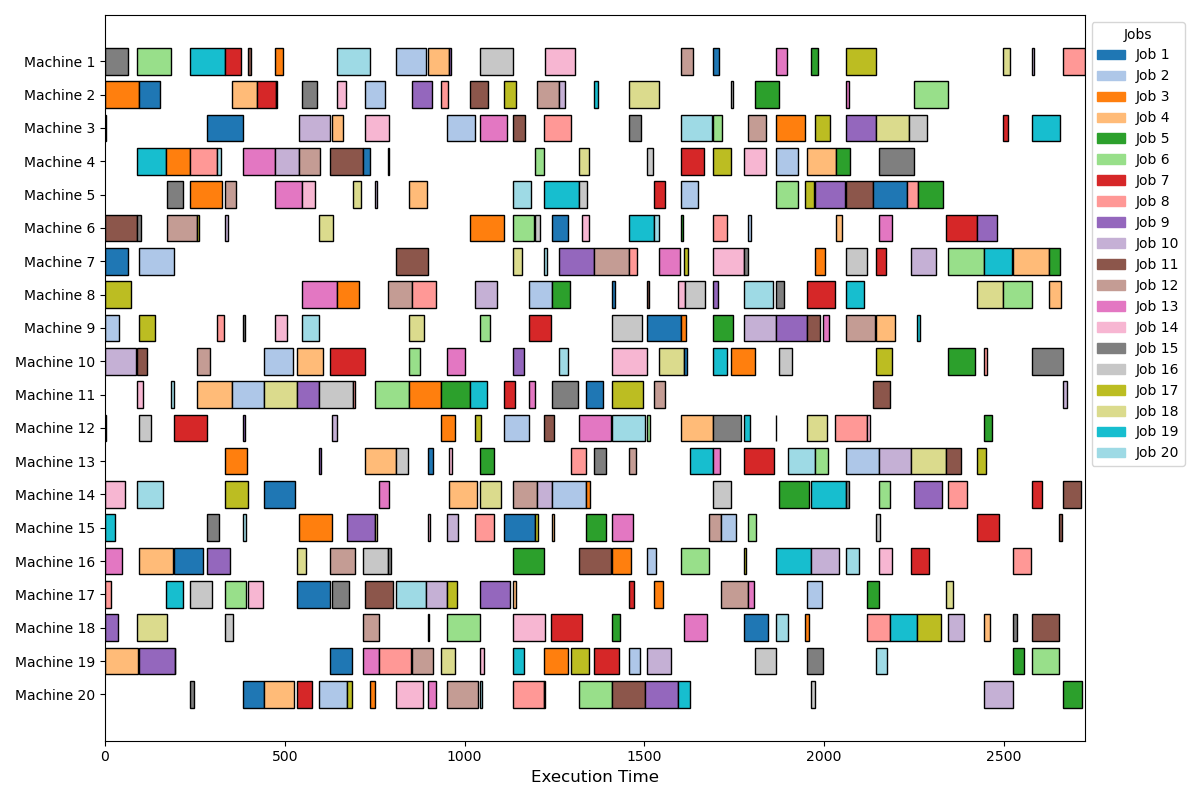 Machine 1
Machine 2
Machine 3
Machine 4
Machine 5
Machine 6
Machine 7
Machine 8
Machine 9
Machine 10
Machine 11
Machine 12
Machine 13
Machine 14
Machine 15
Machine 16
Machine 17
Machine 18
Machine 19
Machine 20
0 500 1000 1500 2000 2500
Execution Time
Jobs
Job 1
Job 2
Job 3
Job 4
Job 5
Job 6
Job 7
Job 8
Job 9
Job 10
Job 11
Job 12
Job 13
Job 14
Job 15
Job 16
Job 17
Job 18
Job 19
Job 20